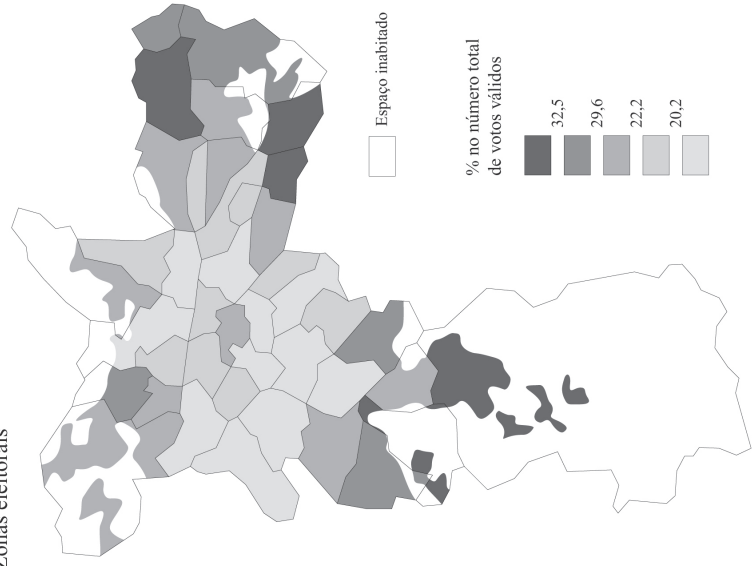 Zonas eleitorais
Espaço inabitado
% no número total
de votos válidos
32,5
29,6
22,2
20,2